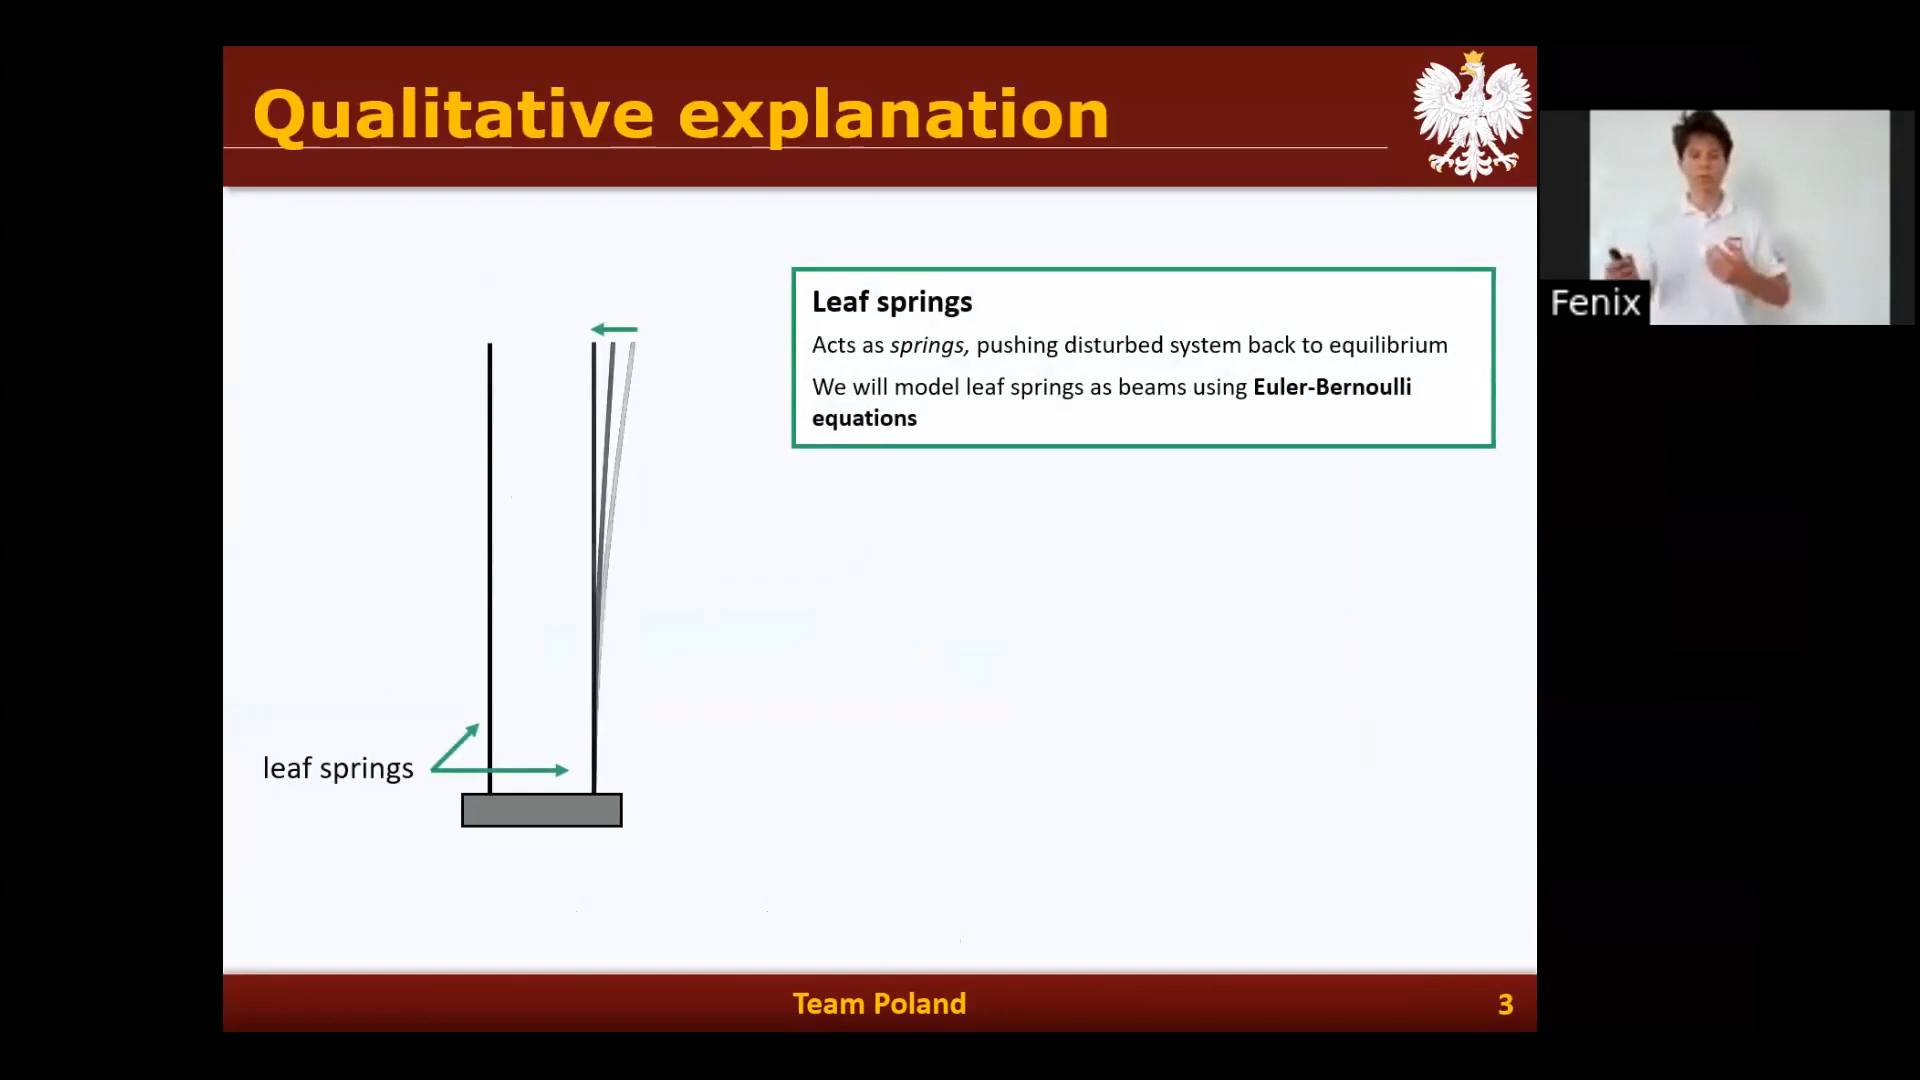 Qualitative explanation
Leaf springs
Acts as springs, pushing disturbed system back to equilibrium
We will model leaf springs as beams using Euler-Bernoulli
equations
Fenix
leaf springs
Team Poland
3